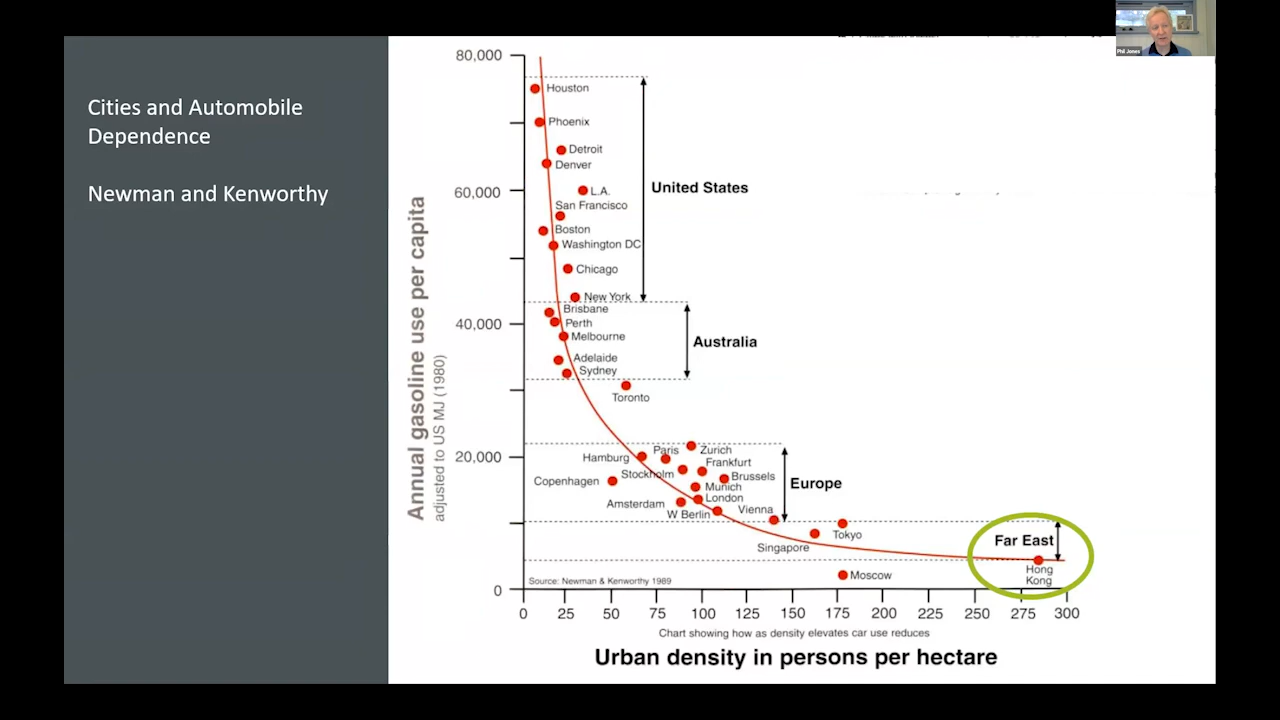 Cities and Automobile
Dependence
Newman and Kenworthy
Phil Jones
80,000
60,000
40,000
20,000
0
Annual gasoline use per capita
adjusted to US MJ (1980)
Houston
Phoenix
Detroit
Denver
L.A.
San Francisco
Boston
Washington DC
Chicago
New York
United States
Brisbane
Perth
Melbourne
Adelaide
Sydney
Australia
Toronto
Hamburg
Paris
Zurich
Frankfurt
Stockholm
Brussels
Copenhagen
Munich
London
Amsterdam
W Berlin
Vienna
Europe
Singapore
Tokyo
Moscow
Far East
Hong
Kong
Source: Newman & Kenworthy 1989
0 25 50 75 100 125 150 175 200 225 250 275 300
Chart showing how as density elevates car use reduces
Urban density in persons per hectare